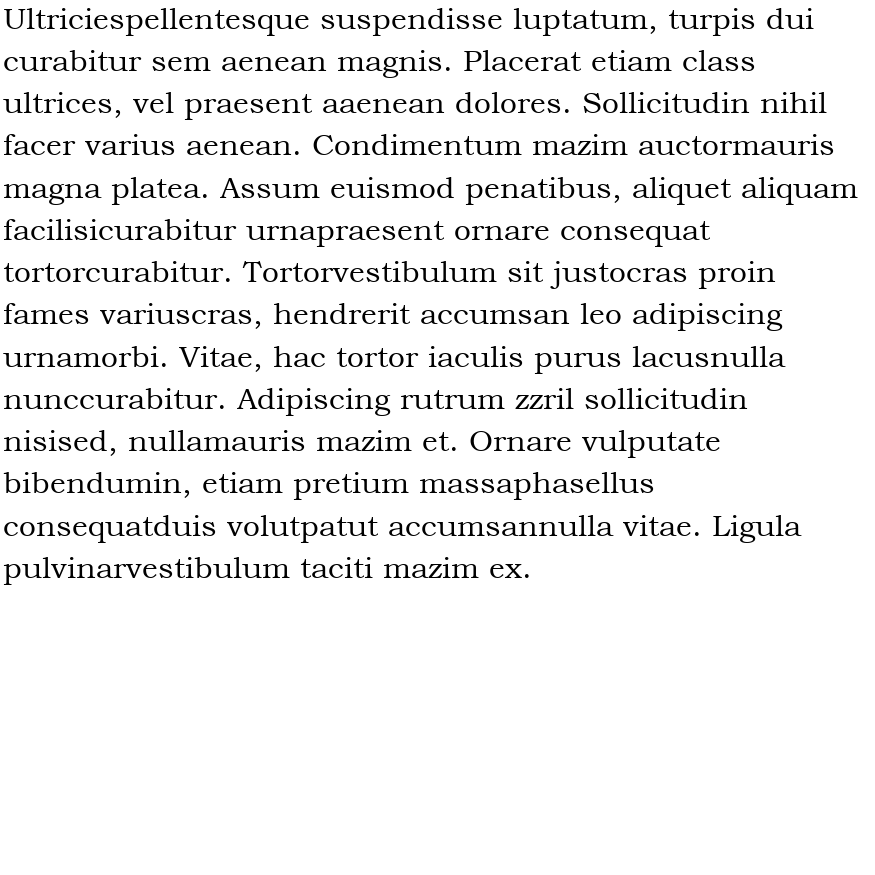 Ultriciespellentesque suspendisse luptatum, turpis dui
curabitur sem aenean magnis. Placerat etiam class
ultrices, vel praesent aaenean dolores. Sollicitudin nihil
facer varius aenean. Condimentum mazim auctormauris
magna platea. Assum euismod penatibus, aliquet aliquam
facilisicurabitur urnapraesent ornare consequat
tortorcurabitur. Tortorvestibulum sit justocras proin
fames variuscras, hendrerit accumsan leo adipiscing
urnamorbi. Vitae, hac tortor iaculis purus lacusnulla
nunccurabitur. Adipiscing rutrum zzril sollicitudin
nisised, nullamauris mazim et. Ornare vulputate
bibendumin, etiam pretium massaphasellus
consequatduis volutpatut accumsannulla vitae. Ligula
pulvinarvestibulum taciti mazim ex.